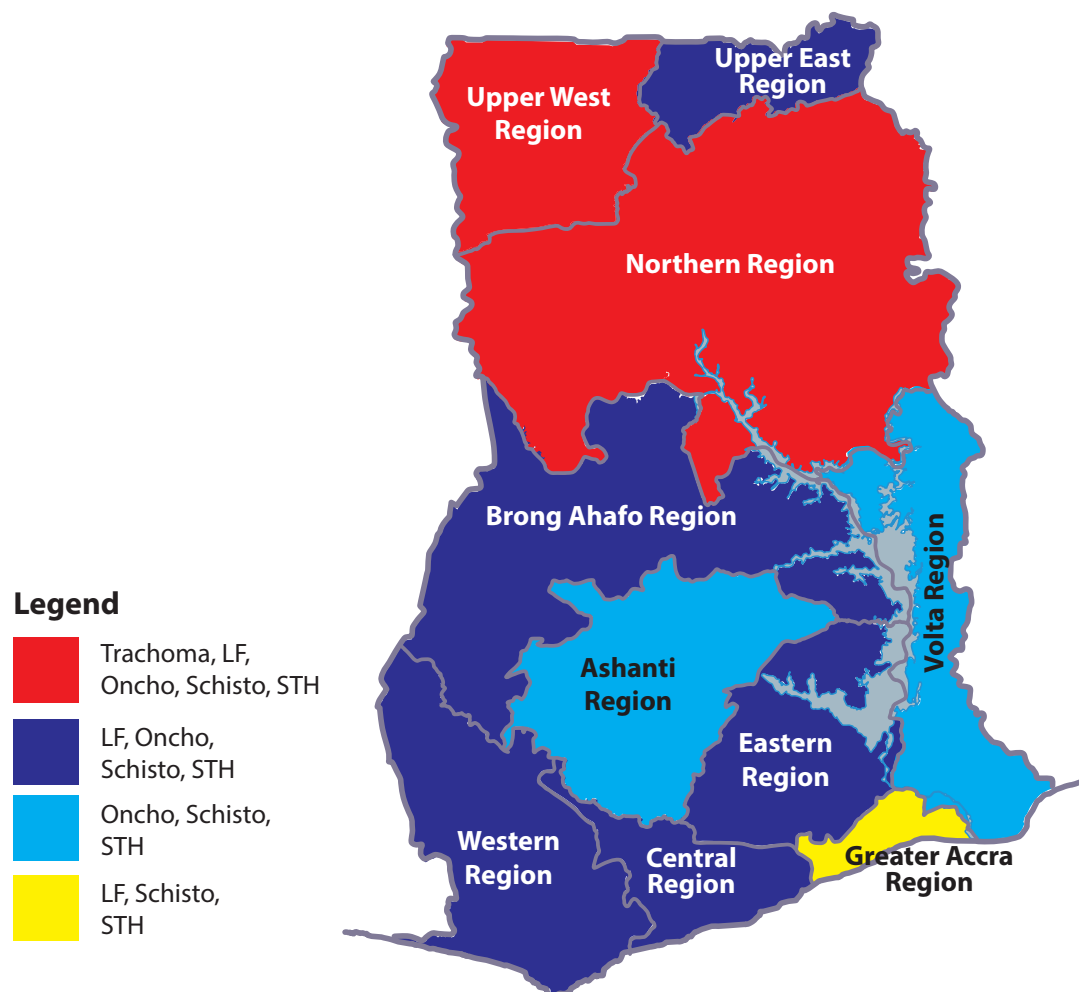 Upper East
Region
Upper West
Region
Northern Region
Brong Ahafo Region
Volta Region
Ashanti
Region
Eastern
Region
Western
Region
Central
Region
Greater Accra
Region
Legend
Trachoma, LF,
Oncho, Schisto, STH
LF, Oncho,
Schisto, STH
Oncho, Schisto,
STH
LF, Schisto,
STH